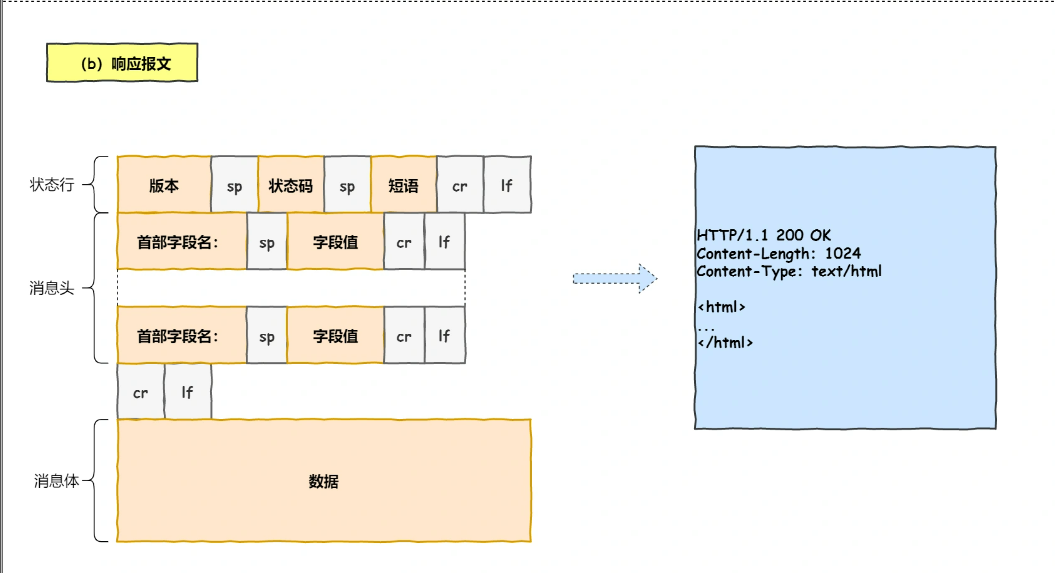 （b）响应报文
状态行
版本 sp 状态码 sp 短语 cr lf
消息头
首部字段名： sp 字段值 cr lf
首部字段名： sp 字段值 cr lf
cr lf
消息体
数据
HTTP/1.1 200 OK
Content-Length: 1024
Content-Type: text/html
<html>
...
</html>